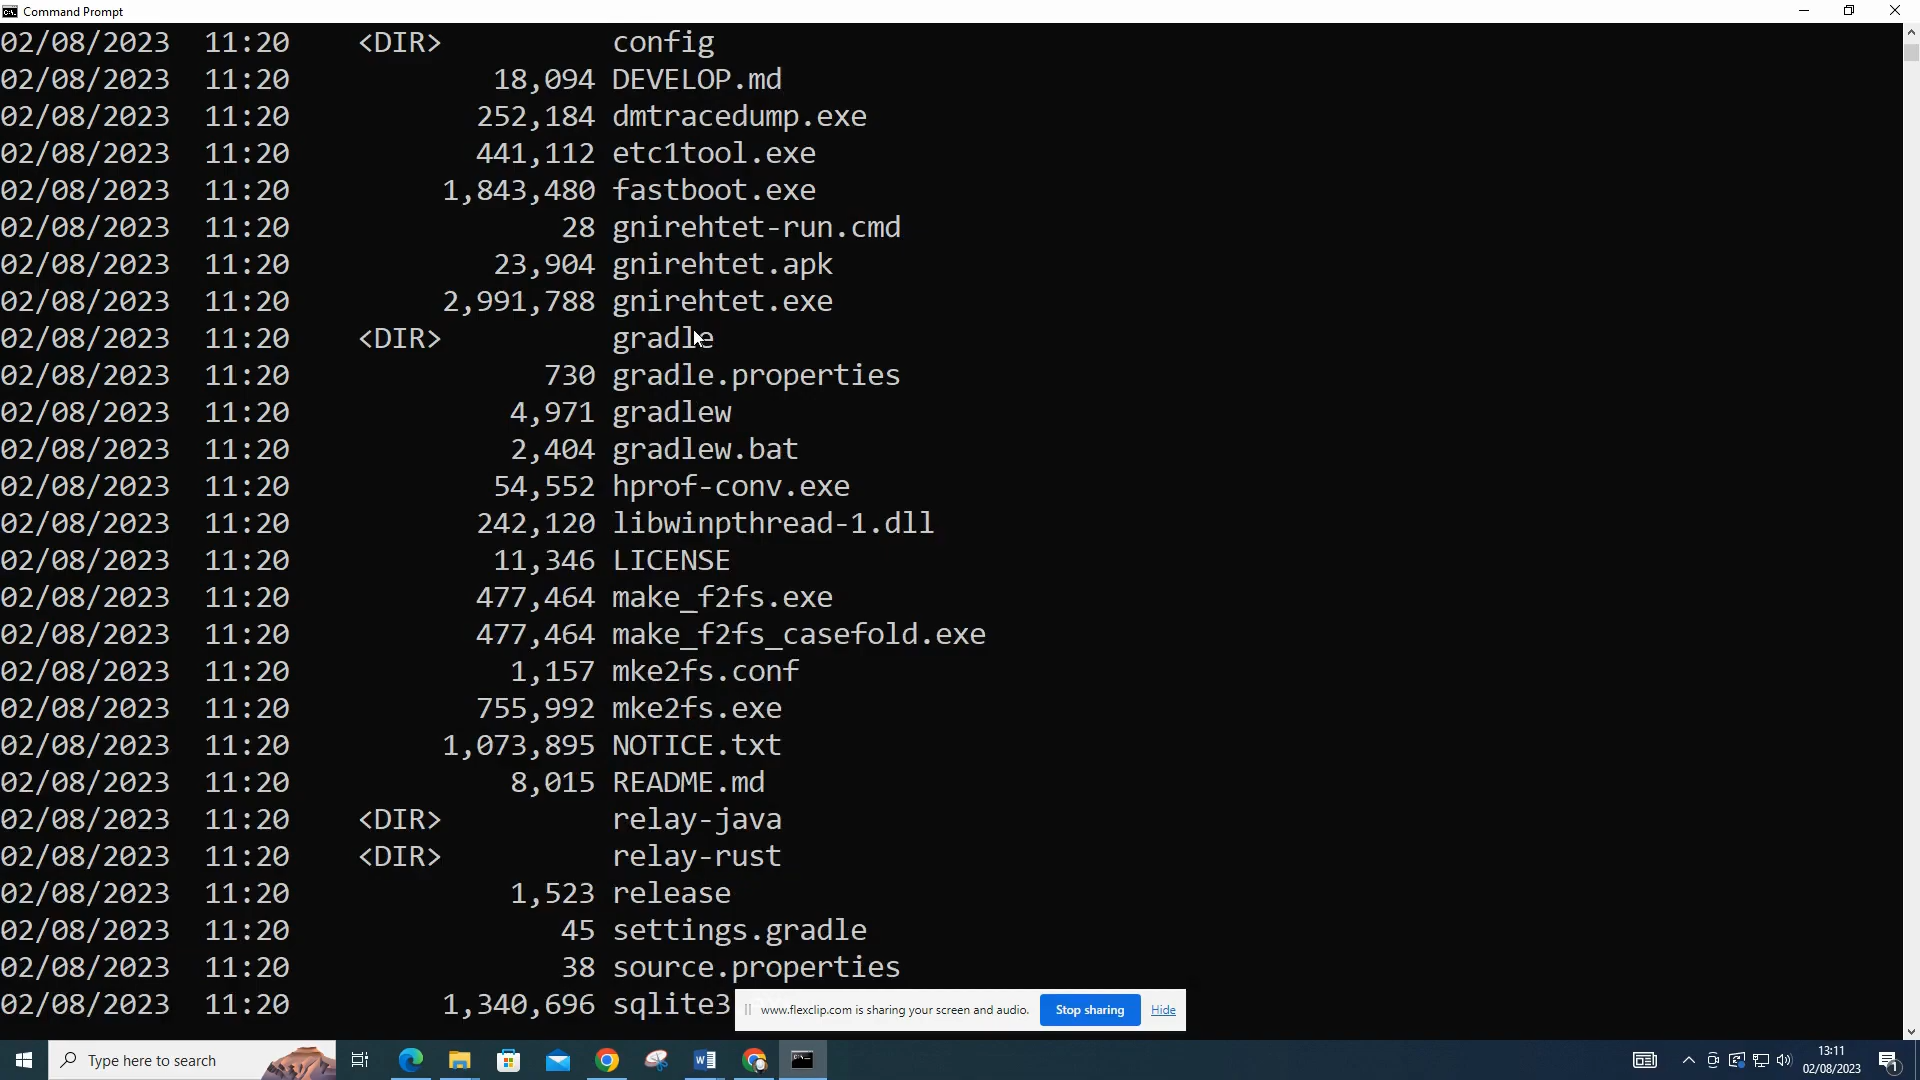 Command Prompt
02/08/2023  11:20    <DIR>          config
02/08/2023  11:20            18,094 DEVELOP.md
02/08/2023  11:20           252,184 dmtracedump.exe
02/08/2023  11:20           441,112 etc1tool.exe
02/08/2023  11:20         1,843,480 fastboot.exe
02/08/2023  11:20                28 gnirehtet-run.cmd
02/08/2023  11:20            23,904 gnirehtet.apk
02/08/2023  11:20         2,991,788 gnirehtet.exe
02/08/2023  11:20    <DIR>          gradle
02/08/2023  11:20               730 gradle.properties
02/08/2023  11:20             4,971 gradlew
02/08/2023  11:20             2,404 gradlew.bat
02/08/2023  11:20            54,552 hprof-conv.exe
02/08/2023  11:20           242,120 libwinpthread-1.dll
02/08/2023  11:20            11,346 LICENSE
02/08/2023  11:20           477,464 make_f2fs.exe
02/08/2023  11:20           477,464 make_f2fs_casefold.exe
02/08/2023  11:20             1,157 mke2fs.conf
02/08/2023  11:20           755,992 mke2fs.exe
02/08/2023  11:20         1,073,895 NOTICE.txt
02/08/2023  11:20             8,015 README.md
02/08/2023  11:20    <DIR>          relay-java
02/08/2023  11:20    <DIR>          relay-rust
02/08/2023  11:20             1,523 release
02/08/2023  11:20                45 settings.gradle
02/08/2023  11:20                38 source.properties
02/08/2023  11:20         1,340,696 sqlite3
www.flexclip.com is sharing your screen and audio. Stop sharing Hide
Type here to search
13:11
02/08/2023
1